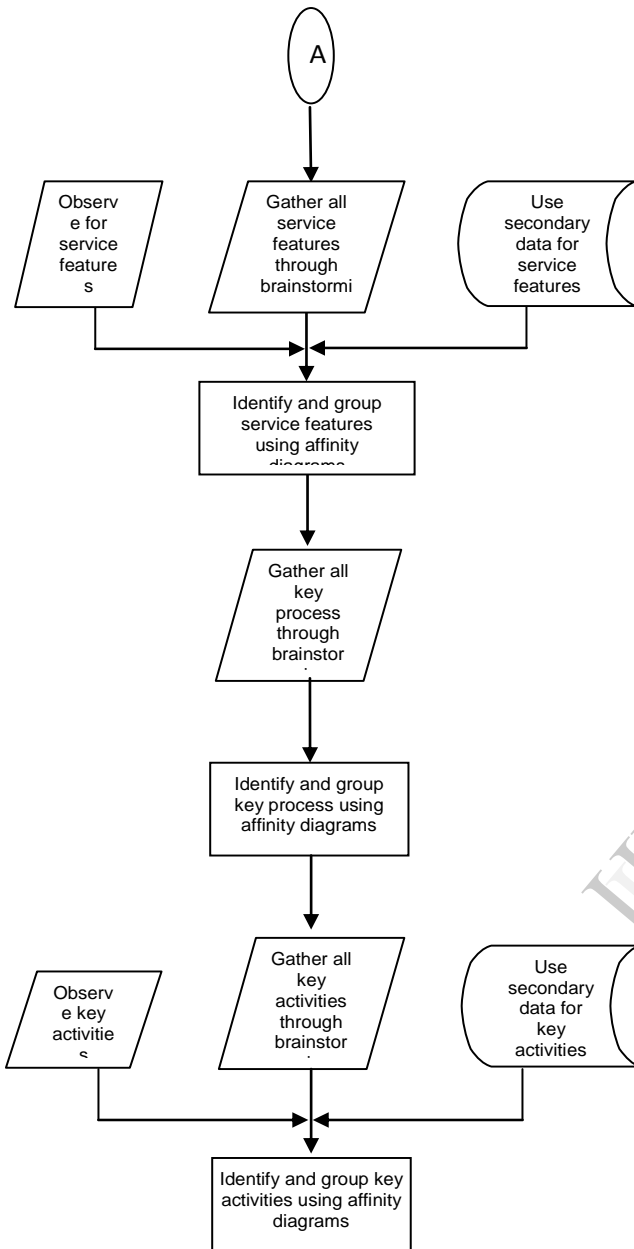 A
Observ
e for
service
feature
s
Gather all
service
features
through
brainstormi
Use
secondary
data for
service
features
Identify and group
service features
using affinity
diagrams
Gather all
key
process
through
brainstor
Identify and group
key process using
affinity diagrams
Observ
e key
activitie
s
Gather all
key
activities
through
brainstor
Use
secondary
data for
key
activities
Identify and group key
activities using affinity
diagrams